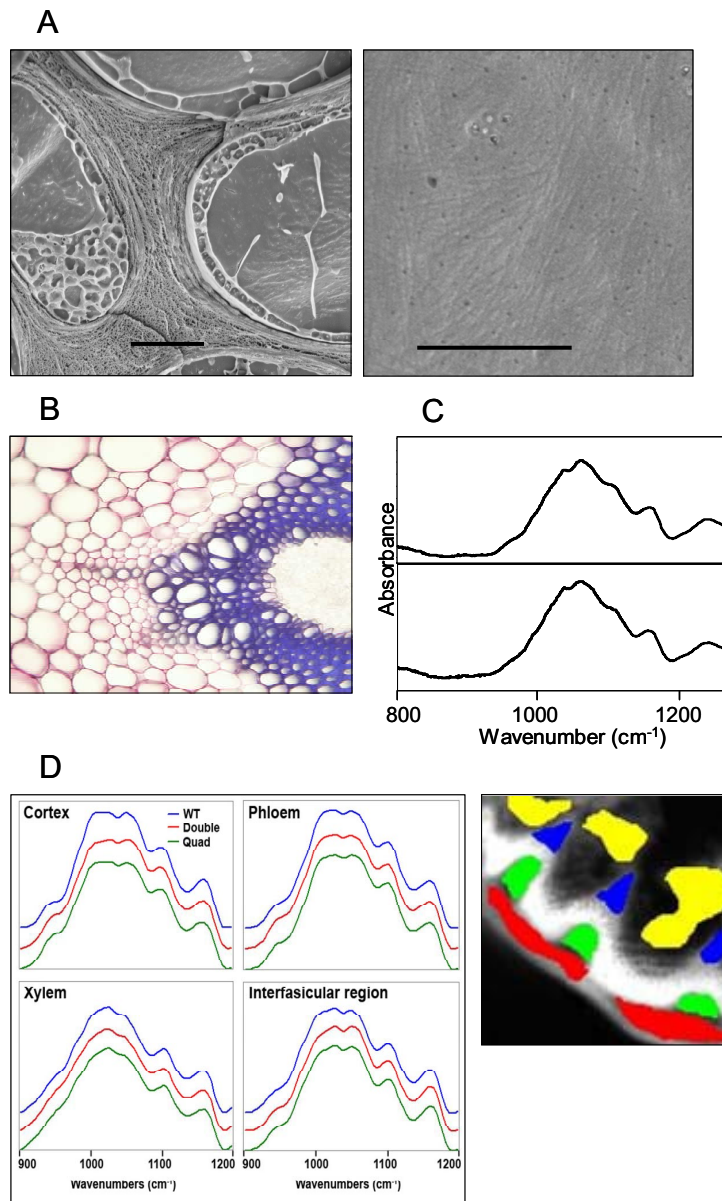 A
B
C
Absorbance
800
1000
1200
Wavenumber (cm⁻¹)
D
Cortex
WT
Double
Quad
Phloem
Xylem
Interfasicular region
900
1000
1100
1200
900
1000
1100
1200
Wavenumbers (cm⁻¹)
Wavenumbers (cm⁻¹)